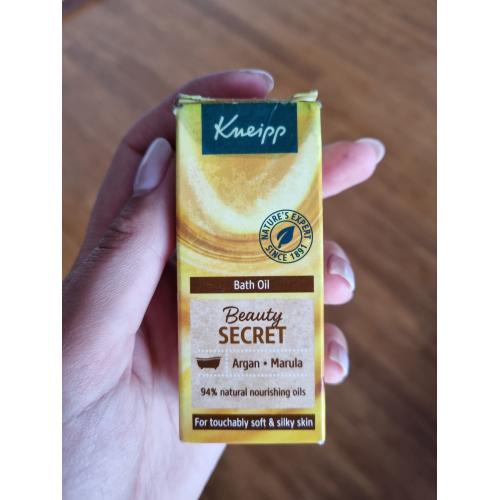 Kneipp
NATURE'S EXPERT
SINCE 1891
Bath Oil
Beauty
SECRET
Argan • Marula
94% natural nourishing oils
For touchably soft & silky skin